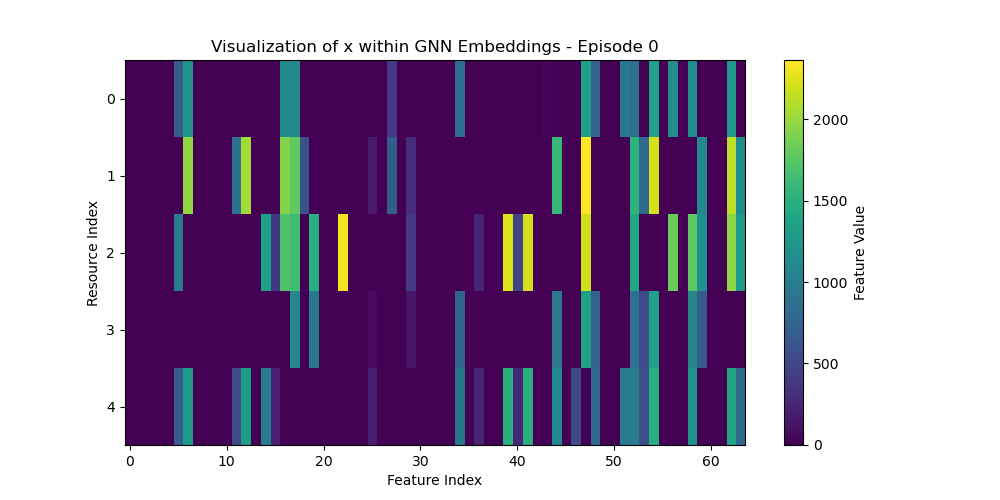 Visualization of x within GNN Embeddings - Episode 0
Resource Index
0
1
2
3
4
0 10 20 30 40 50 60
Feature Index
2000
1500
1000
500
0
Feature Value